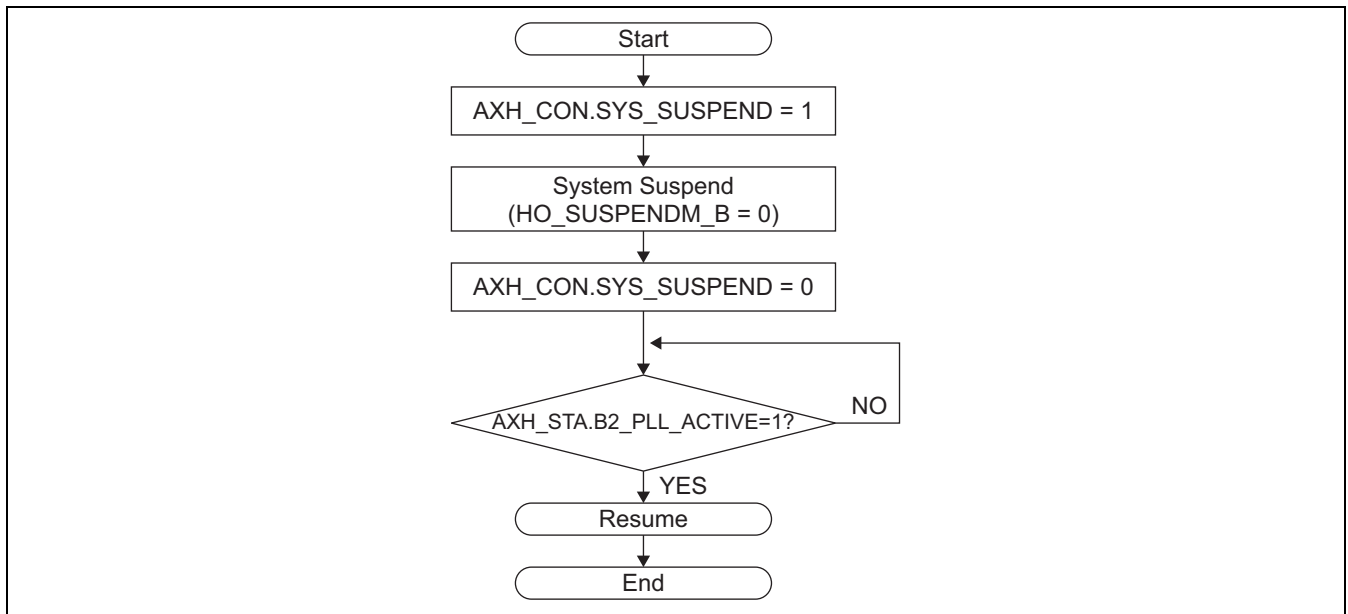 Start
AXH_CON.SYS_SUSPEND = 1
System Suspend
(HO_SUSPENDM_B = 0)
AXH_CON.SYS_SUSPEND = 0
AXH_STA.B2_PLL_ACTIVE=1?
NO
YES
Resume
End